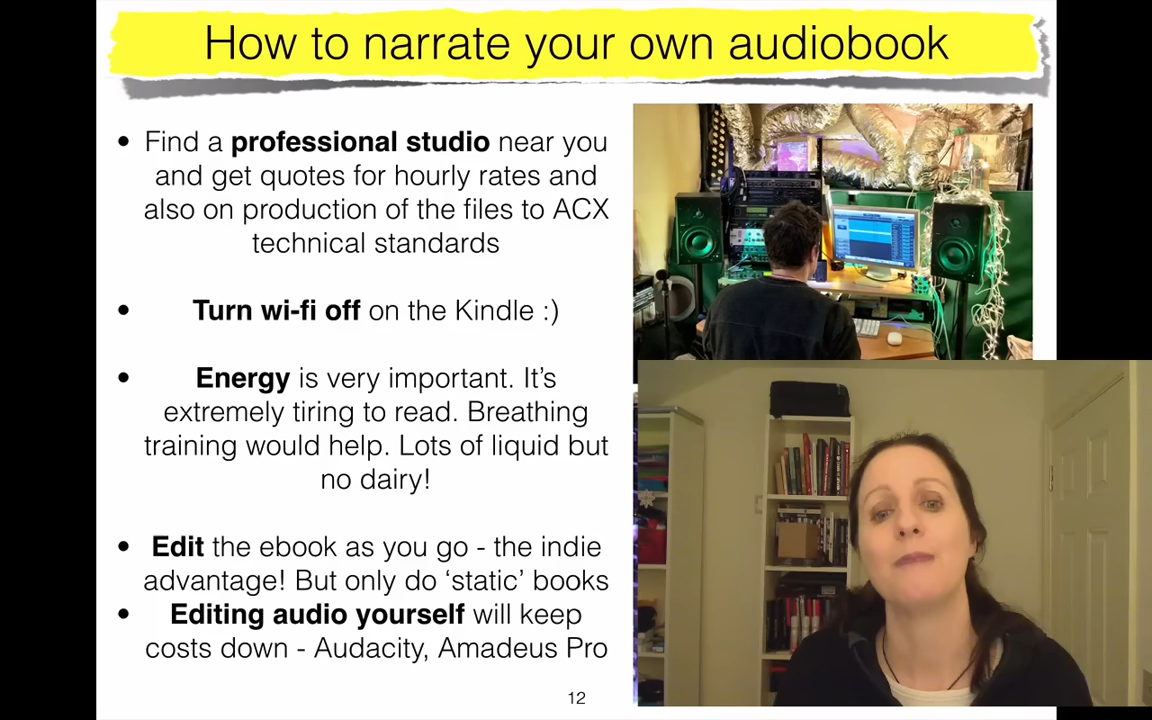 How to narrate your own audiobook
• Find a professional studio near you
and get quotes for hourly rates and
also on production of the files to ACX
technical standards
• Turn wi-fi off on the Kindle :)
• Energy is very important. It’s
extremely tiring to read. Breathing
training would help. Lots of liquid but
no dairy!
• Edit the ebook as you go - the indie
advantage! But only do ‘static’ books
• Editing audio yourself will keep
costs down - Audacity, Amadeus Pro
12